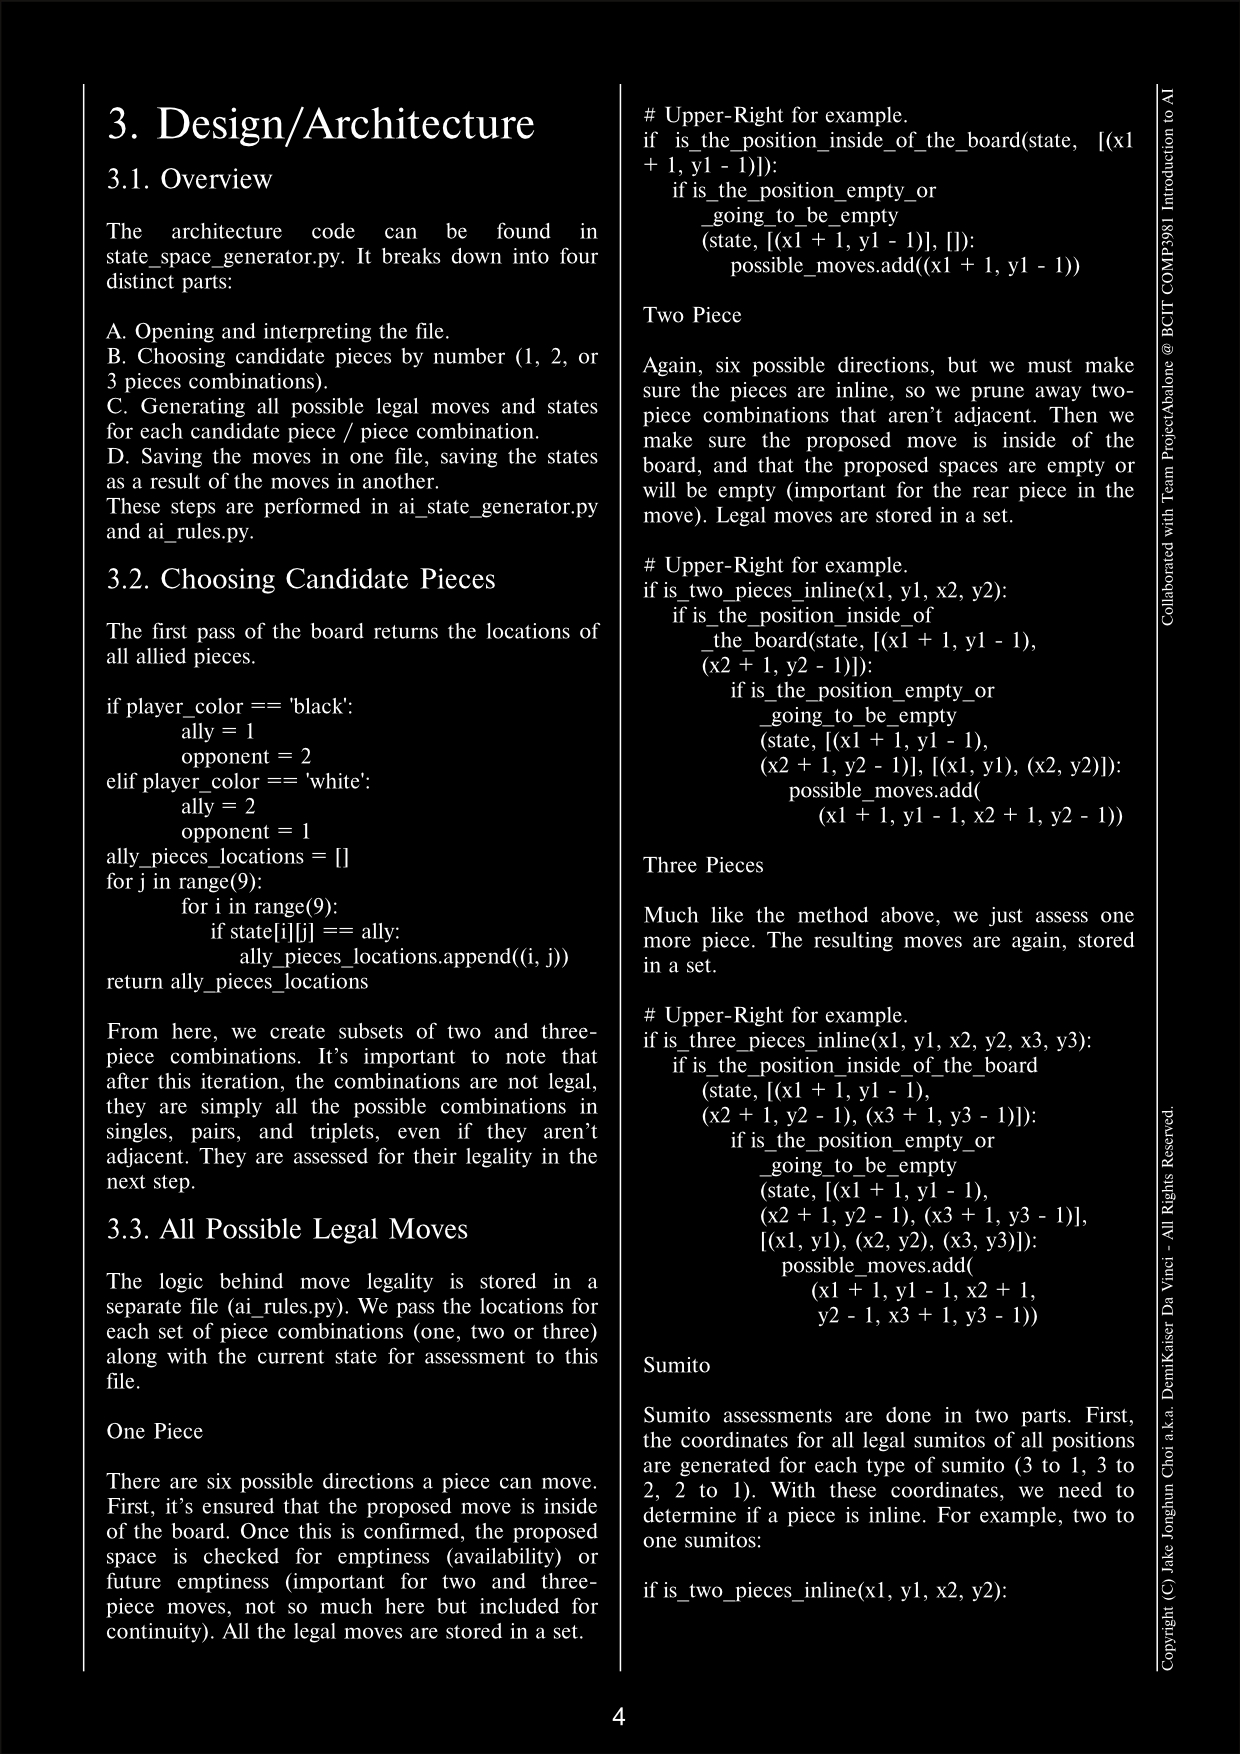 3. Design/Architecture
3.1. Overview
The architecture code can be found in
state_space_generator.py. It breaks down into four
distinct parts:
A. Opening and interpreting the file.
B. Choosing candidate pieces by number (1, 2, or
3 pieces combinations).
C. Generating all possible legal moves and states
for each candidate piece / piece combination.
D. Saving the moves in one file, saving the states
as a result of the moves in another.
These steps are performed in ai_state_generator.py
and ai_rules.py.
3.2. Choosing Candidate Pieces
The first pass of the board returns the locations of
all allied pieces.
if player_color == 'black':
ally = 1
opponent = 2
elif player_color == 'white':
ally = 2
opponent = 1
ally_pieces_locations = []
for j in range(9):
for i in range(9):
if state[i][j] == ally:
ally_pieces_locations.append((i, j))
return ally_pieces_locations
From here, we create subsets of two and three-
piece combinations. It's important to note that
after this iteration, the combinations are not legal,
they are simply all the possible combinations in
singles, pairs, and triplets, even if they aren't
adjacent. They are assessed for their legality in the
next step.
3.3. All Possible Legal Moves
The logic behind move legality is stored in a
separate file (ai_rules.py). We pass the locations for
each set of piece combinations (one, two or three)
along with the current state for assessment to this
file.
One Piece
There are six possible directions a piece can move.
First, it's ensured that the proposed move is inside
of the board. Once this is confirmed, the proposed
space is checked for emptiness (availability) or
future emptiness (important for two and three-
piece moves, not so much here but included for
continuity). All the legal moves are stored in a set.
# Upper-Right for example.
if is_the_position_inside_of_the_board(state, [(x1
+ 1, y1 - 1)]):
if is_the_position_empty_or
_going_to_be_empty
(state, [(x1 + 1, y1 - 1)], []):
possible_moves.add((x1 + 1, y1 - 1))
Two Piece
Again, six possible directions, but we must make
sure the pieces are inline, so we prune away two-
piece combinations that aren't adjacent. Then we
make sure the proposed move is inside of the
board, and that the proposed spaces are empty or
will be empty (important for the rear piece in the
move). Legal moves are stored in a set.
# Upper-Right for example.
if is_two_pieces_inline(x1, y1, x2, y2):
if is_the_position_inside_of
_the_board(state, [(x1 + 1, y1 - 1),
(x2 + 1, y2 - 1)]):
if is_the_position_empty_or
_going_to_be_empty
(state, [(x1 + 1, y1 - 1),
(x2 + 1, y2 - 1)], [(x1, y1), (x2, y2)]):
possible_moves.add(
(x1 + 1, y1 - 1, x2 + 1, y2 - 1))
Three Pieces
Much like the method above, we just assess one
more piece. The resulting moves are again, stored
in a set.
# Upper-Right for example.
if is_three_pieces_inline(x1, y1, x2, y2, x3, y3):
if is_the_position_inside_of_the_board
(state, [(x1 + 1, y1 - 1),
(x2 + 1, y2 - 1), (x3 + 1, y3 - 1)]):
if is_the_position_empty_or
_going_to_be_empty
(state, [(x1 + 1, y1 - 1),
(x2 + 1, y2 - 1), (x3 + 1, y3 - 1)],
[(x1, y1), (x2, y2), (x3, y3)]):
possible_moves.add(
(x1 + 1, y1 - 1, x2 + 1,
y2 - 1, x3 + 1, y3 - 1))
Sumito
Sumito assessments are done in two parts. First,
the coordinates for all legal sumitos of all positions
are generated for each type of sumito (3 to 1, 3 to
2, 2 to 1). With these coordinates, we need to
determine if a piece is inline. For example, two to
one sumitos:
if is_two_pieces_inline(x1, y1, x2, y2):
Copyright (C) Jake Jonghun Choi a.k.a. DemiKaiser Da Vinci - All Rights Reserved.
Collaborated with Team ProjectAbalone @ BCIT COMP3981 Introduction to AI
4